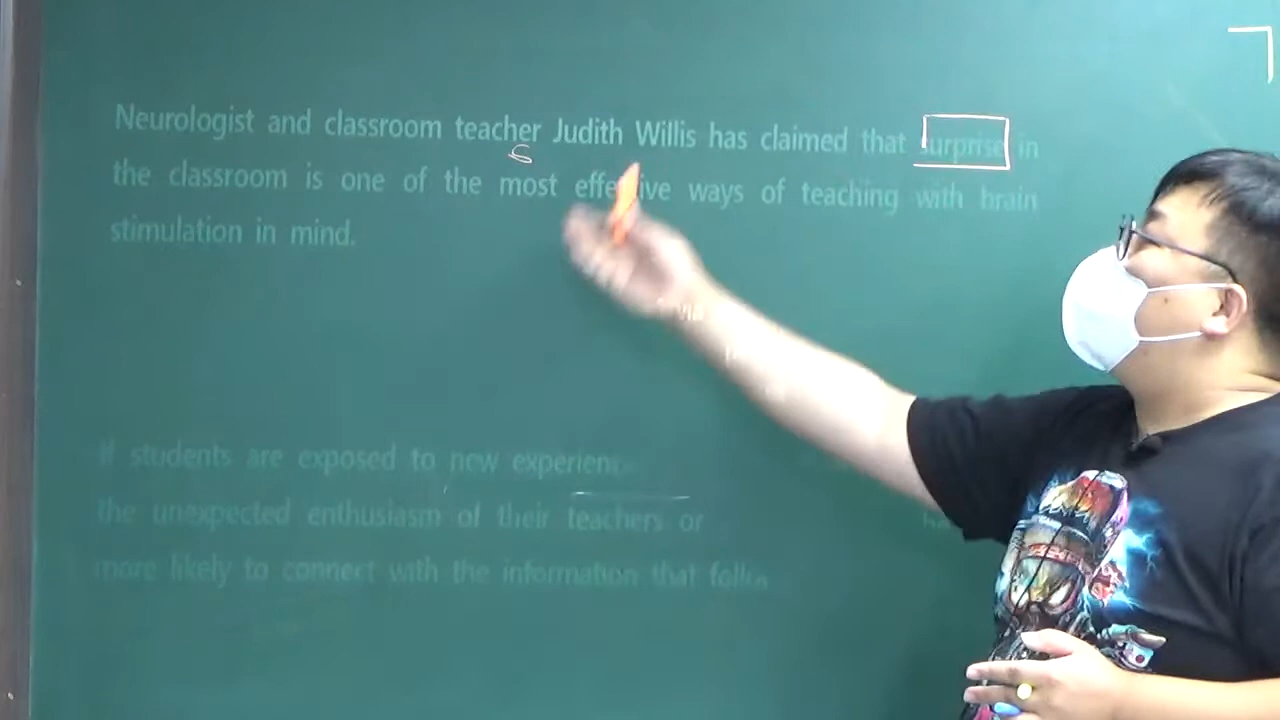 Neurologist and classroom teacher Judith Willis has claimed that surprise in
the classroom is one of the most effective ways of teaching with brain
stimulation in mind.
If students are exposed to new
the unexpected enthusiasm of their teachers or
more likely to connect with the information that